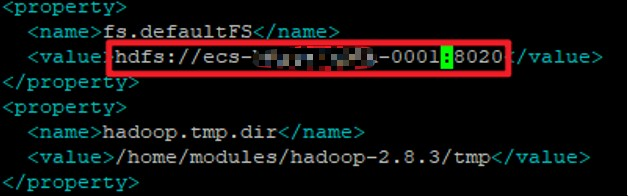 <property>
<name>fs.defaultFS</name>
<value>hdfs://ecs--0001:8020</value>
</property>
<property>
<name>hadoop.tmp.dir</name>
<value>/home/modules/hadoop-2.8.3/tmp</value>
</property>